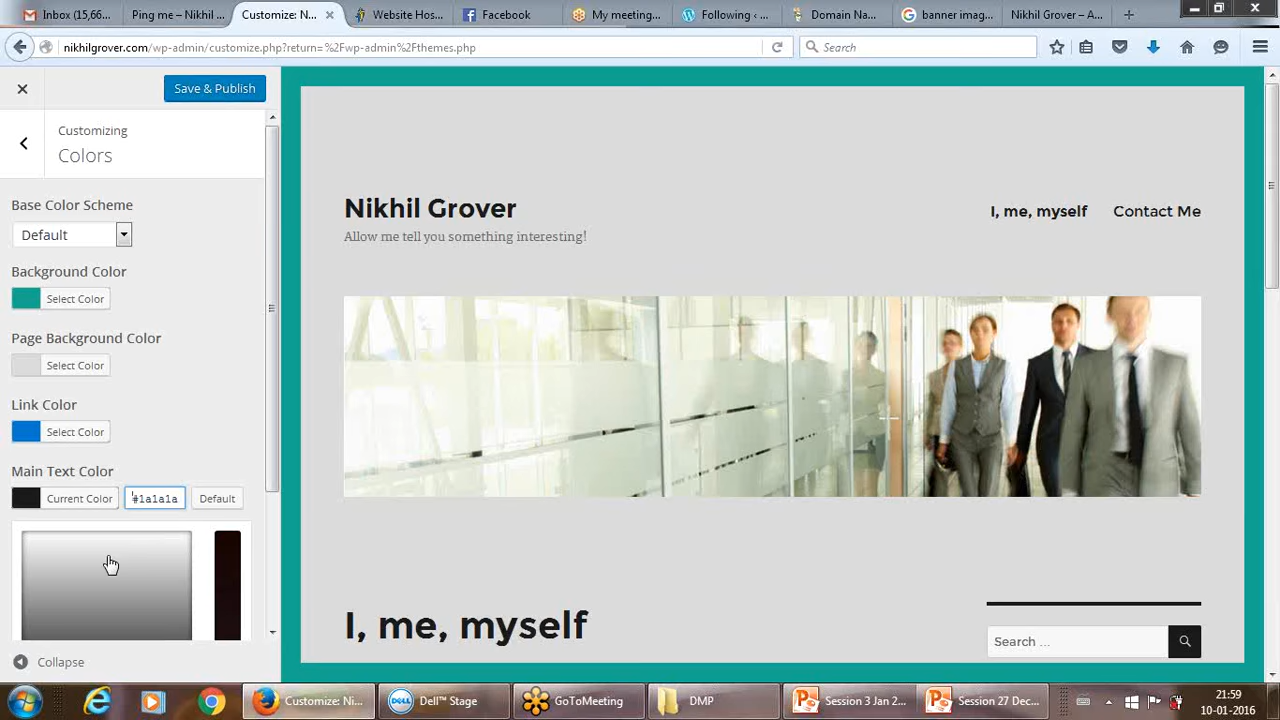 Inbox (15,66...
Ping me – Nikhil ...
Customize: N...
Website Hos...
Facebook
My meeting...
Following ‹ ...
Domain Na...
banner imag...
Nikhil Grover – A...
nikhilgrover.com/wp-admin/customize.php?return=%2Fwp-admin%2Fthemes.php
Search
Save & Publish
Customizing
Colors
Base Color Scheme
Default
Background Color
Select Color
Page Background Color
Select Color
Link Color
Select Color
Main Text Color
Current Color
#1a1a1a
Default
Collapse
Nikhil Grover
Allow me tell you something interesting!
I, me, myself
Contact Me
I, me, myself
Search ...
Customize: Ni...
Dell™ Stage
GoToMeeting
DMP
Session 3 Jan 2...
Session 27 Dec...
21:59
10-01-2016